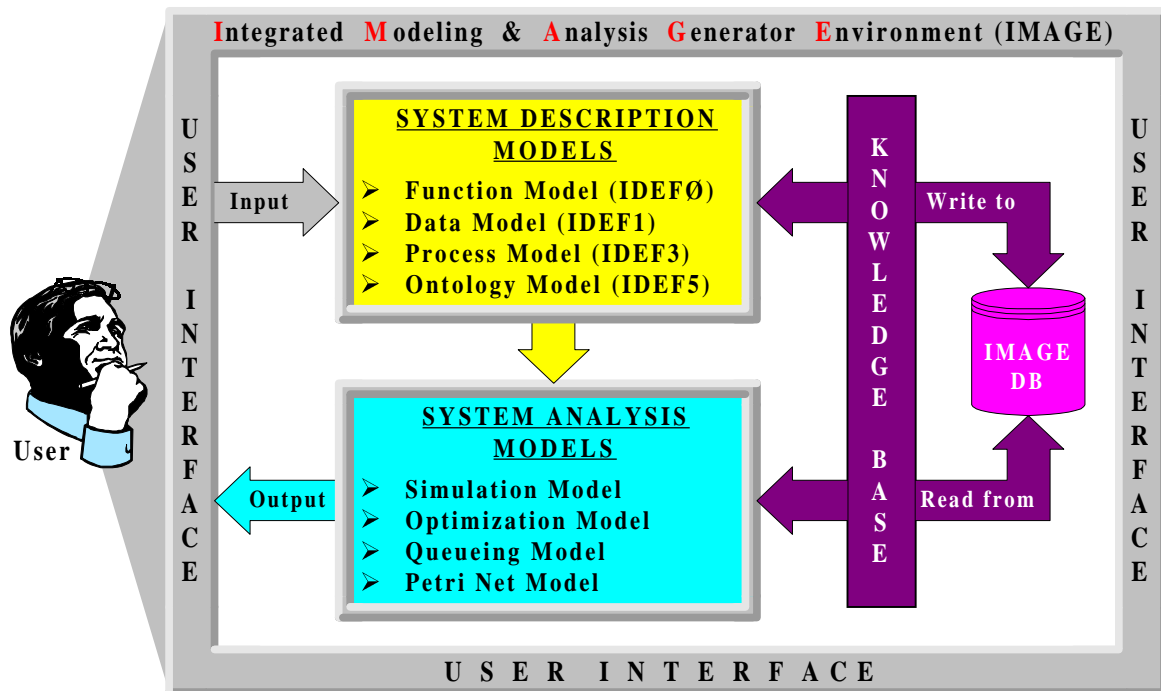 Integrated Modeling & Analysis Generator Environment (IMAGE)
USER INTERFACE
Input
SYSTEM DESCRIPTION
MODELS
➢ Function Model (IDEFØ)
➢ Data Model (IDEF1)
➢ Process Model (IDEF3)
➢ Ontology Model (IDEF5)
KNOWLEDGE BASE
Write to
IMAGE
DB
USER INTERFACE
User
SYSTEM ANALYSIS
MODELS
➢ Simulation Model
➢ Optimization Model
➢ Queueing Model
➢ Petri Net Model
Output
Read from
USER INTERFACE